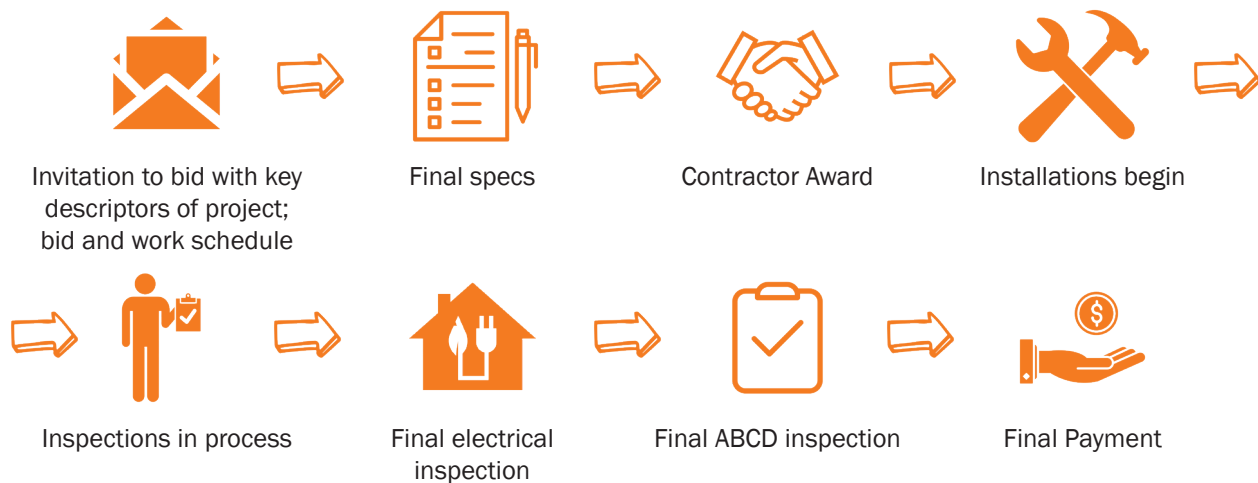 Invitation to bid with key
descriptors of project;
bid and work schedule
Final specs
Contractor Award
Installations begin
Inspections in process
Final electrical
inspection
Final ABCD inspection
$
Final Payment